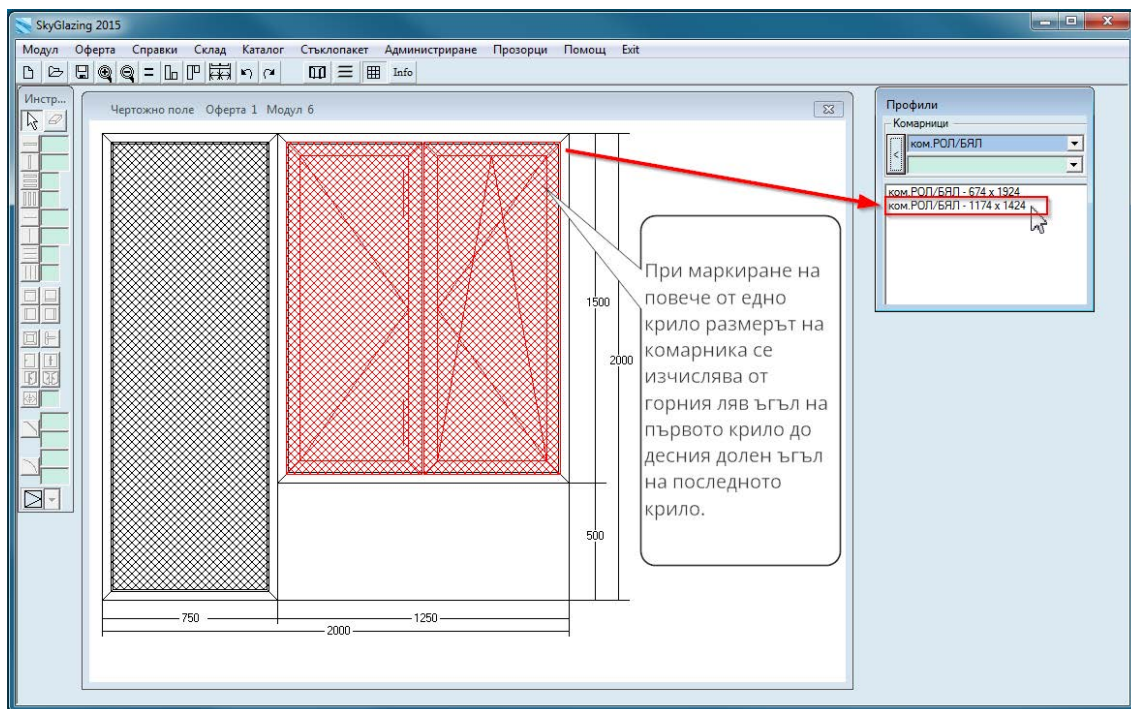 SkyGlazing 2015
Модул Оферта Справки Склад Каталог Стъклопакет Администриране Прозорци Помощ Exit
Info
Инстр...
Чертожно поле Оферта 1 Модул 6
Профили
Комарници
<
ком.РОЛ/БЯЛ
ком.РОЛ/БЯЛ - 674 x 1924
ком.РОЛ/БЯЛ - 1174 x 1424
При маркиране на
повече от едно
крило размерът на
комарника се
изчислява от
горния ляв ъгъл на
първото крило до
десния долен ъгъл
на последното
крило.
1500
2000
500
750
1250
2000